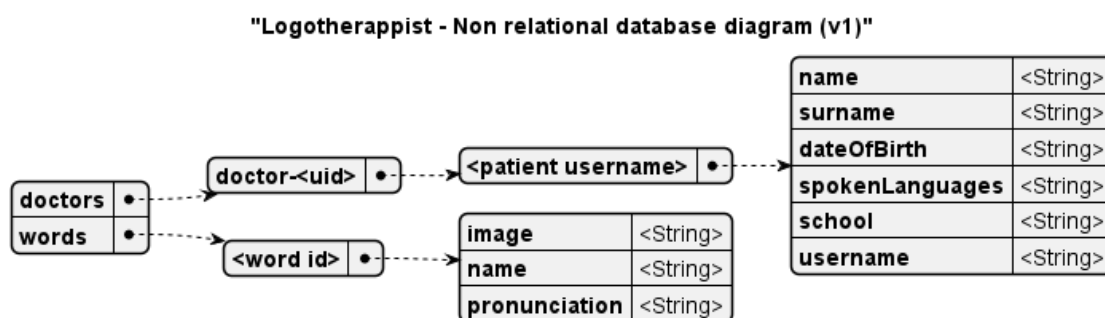 "Logotherappist - Non relational database diagram (v1)"
doctors
words
doctor-<uid>
<word id>
<patient username>
image <String>
name <String>
pronunciation <String>
name <String>
surname <String>
dateOfBirth <String>
spokenLanguages <String>
school <String>
username <String>